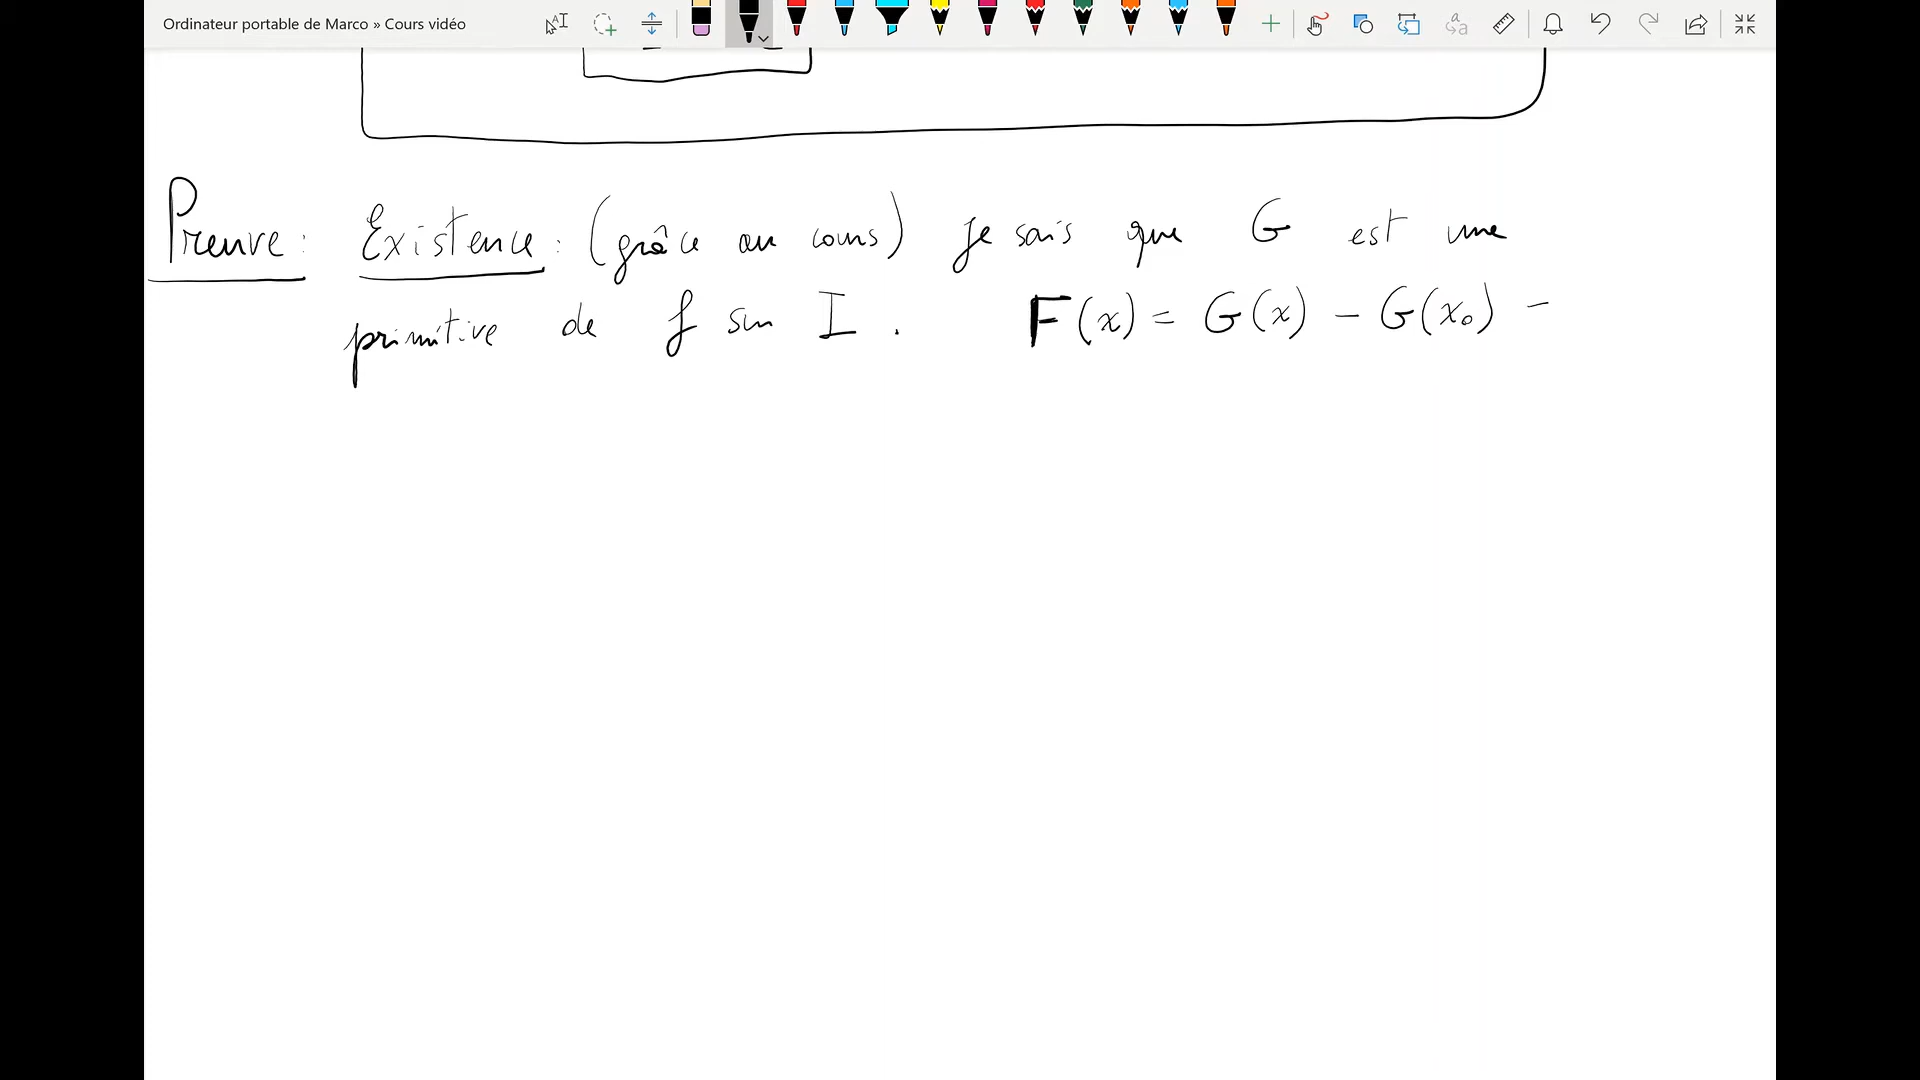 Ordinateur portable de Marco » Cours vidéo
Preuve : Existence : (grâce au cours) je sais que G est une
primitive de f sur I . F(x) = G(x) - G(x₀) -